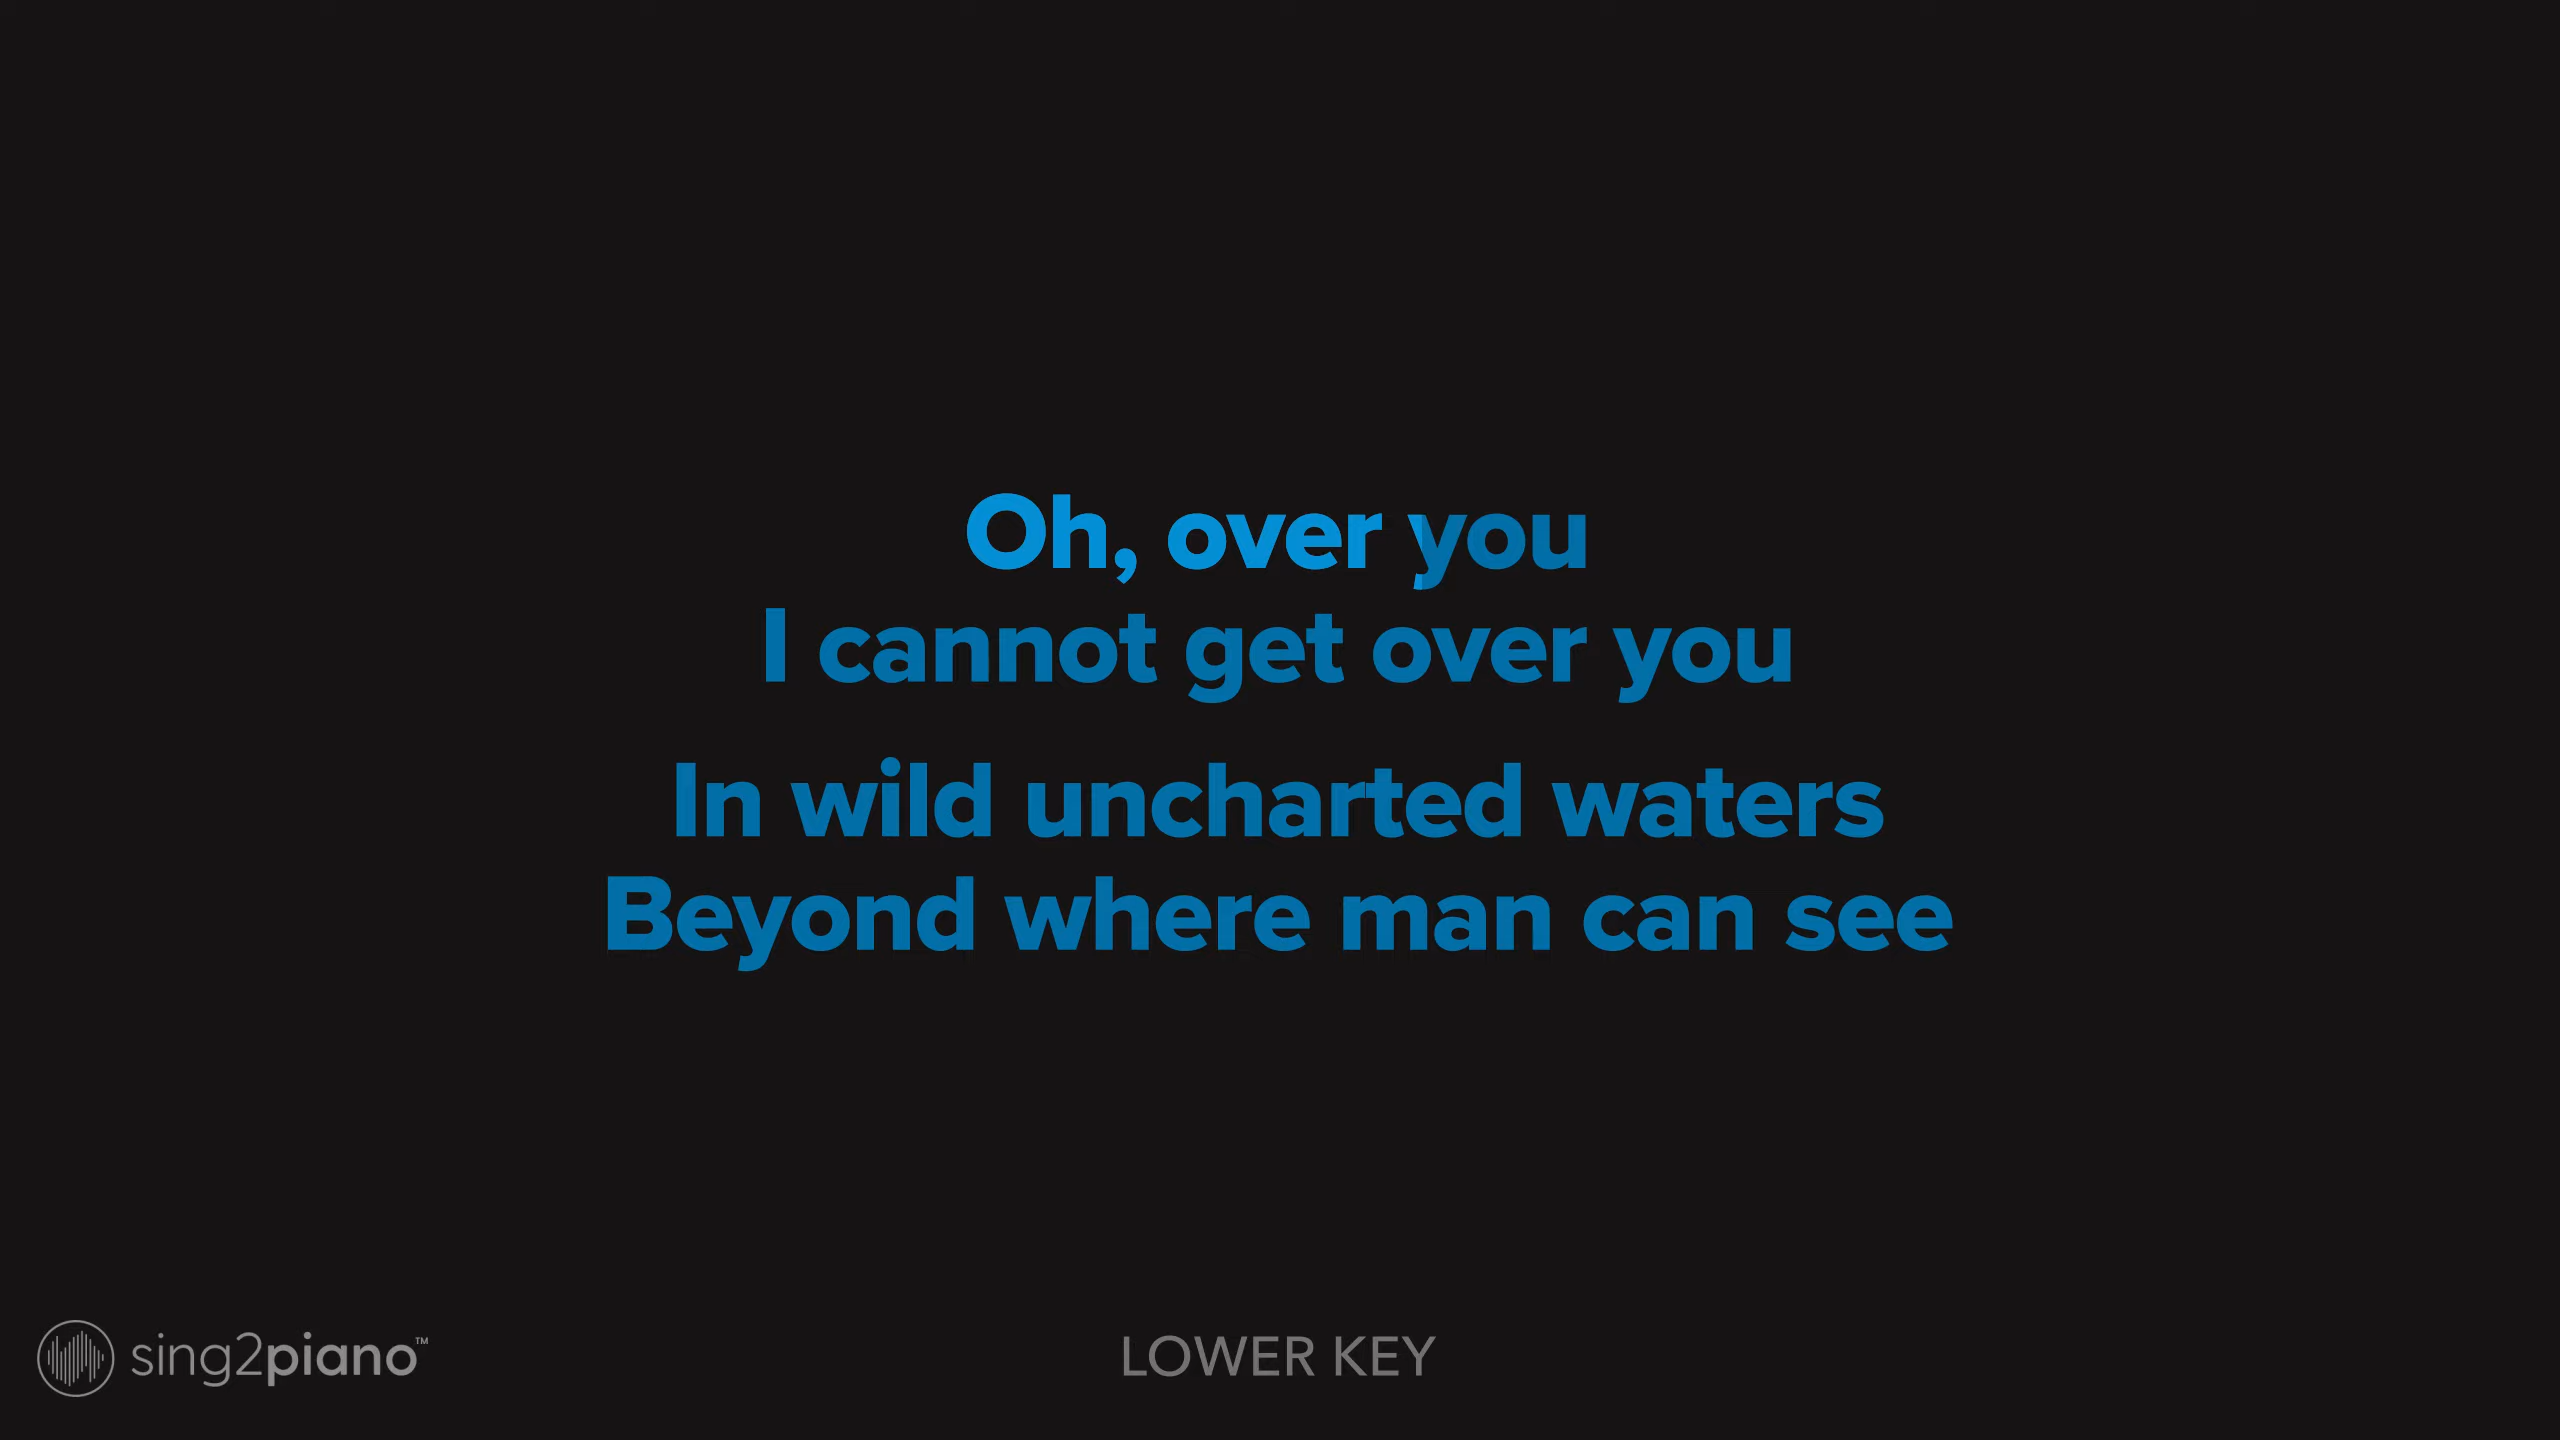 Oh, over you
I cannot get over you
In wild uncharted waters
Beyond where man can see
sing2piano™
LOWER KEY